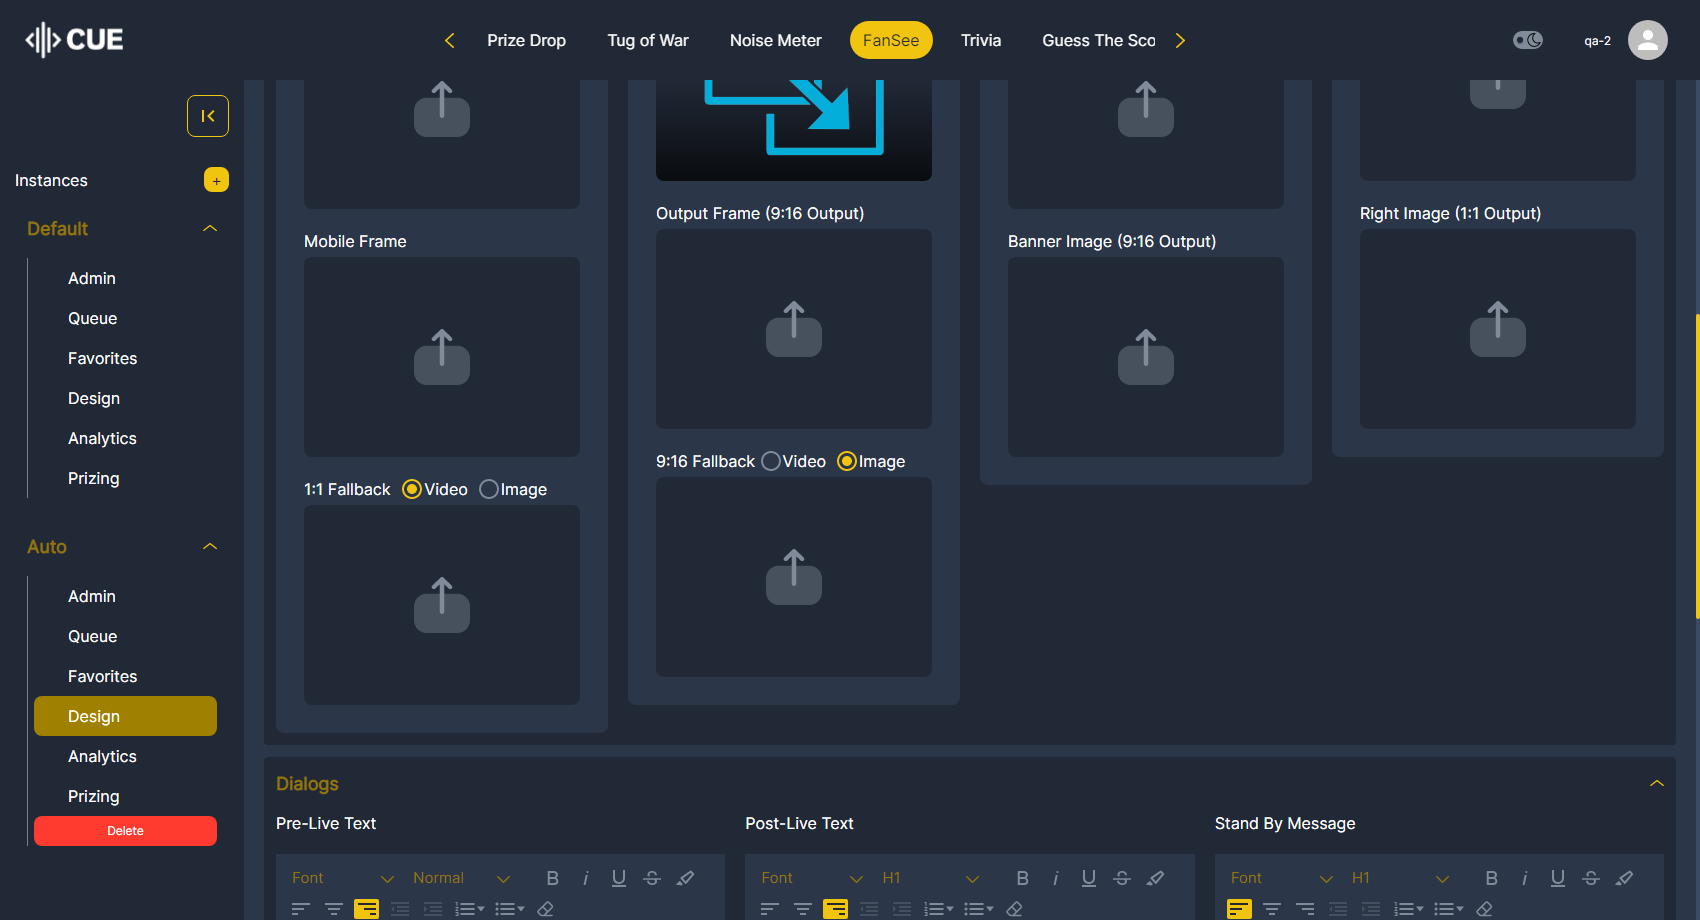 CUE
Prize Drop
Tug of War
Noise Meter
FanSee
Trivia
Guess The Sco
qa-2
Instances
+
Default
Admin
Queue
Favorites
Design
Analytics
Prizing
Auto
Admin
Queue
Favorites
Design
Analytics
Prizing
Delete
Mobile Frame
1:1 Fallback Video Image
Output Frame (9:16 Output)
9:16 Fallback Video Image
Banner Image (9:16 Output)
Right Image (1:1 Output)
Dialogs
Pre-Live Text
Font Normal B i U S
Post-Live Text
Font H1 B i U S
Stand By Message
Font H1 B i U S